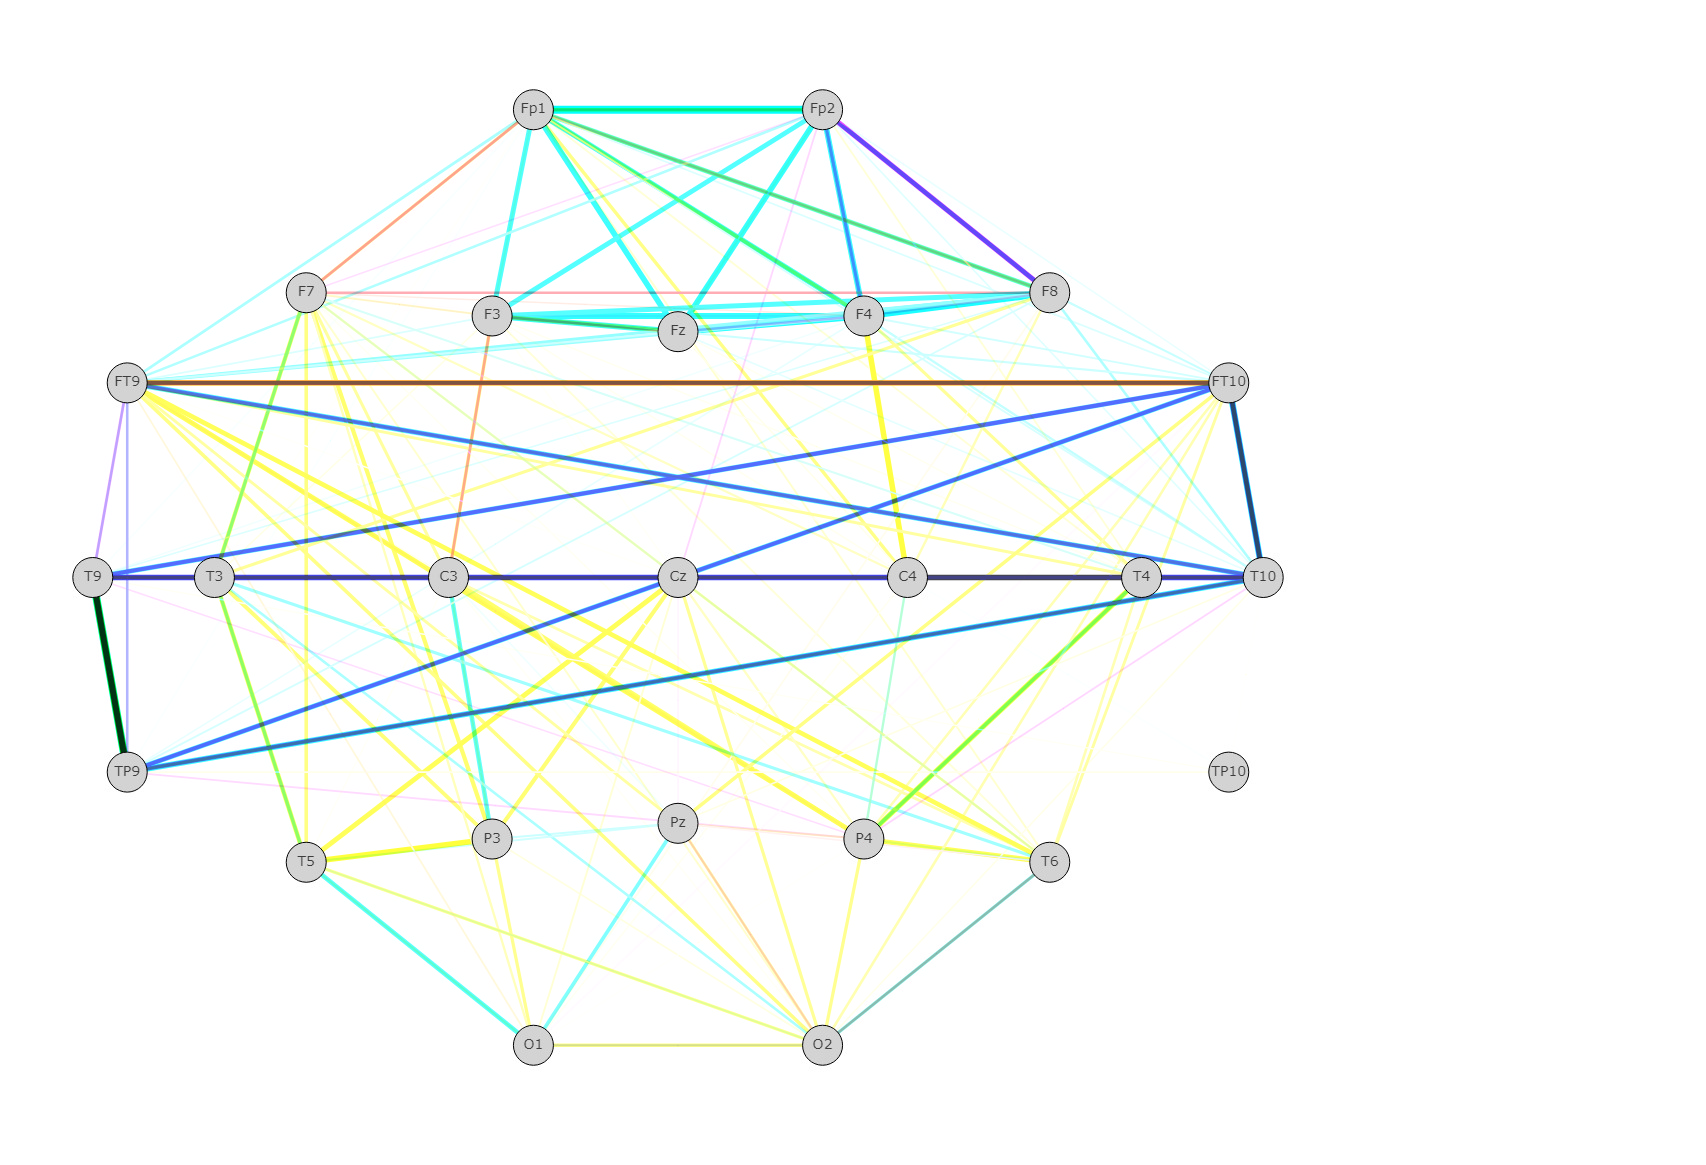 Fp1 Fp2
F7 F3 Fz F4 F8
FT9 FT10
T9 T3 C3 Cz C4 T4 T10
TP9 TP10
T5 P3 Pz P4 T6
O1 O2